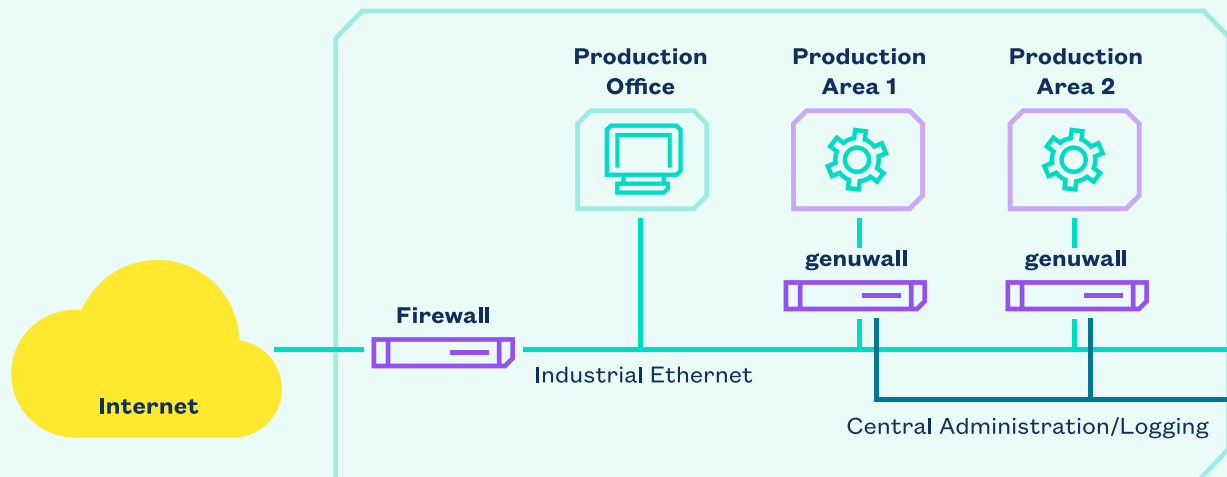 Production
Office
Production
Area 1
Production
Area 2
genuwall
genuwall
Firewall
Industrial Ethernet
Internet
Central Administration/Logging